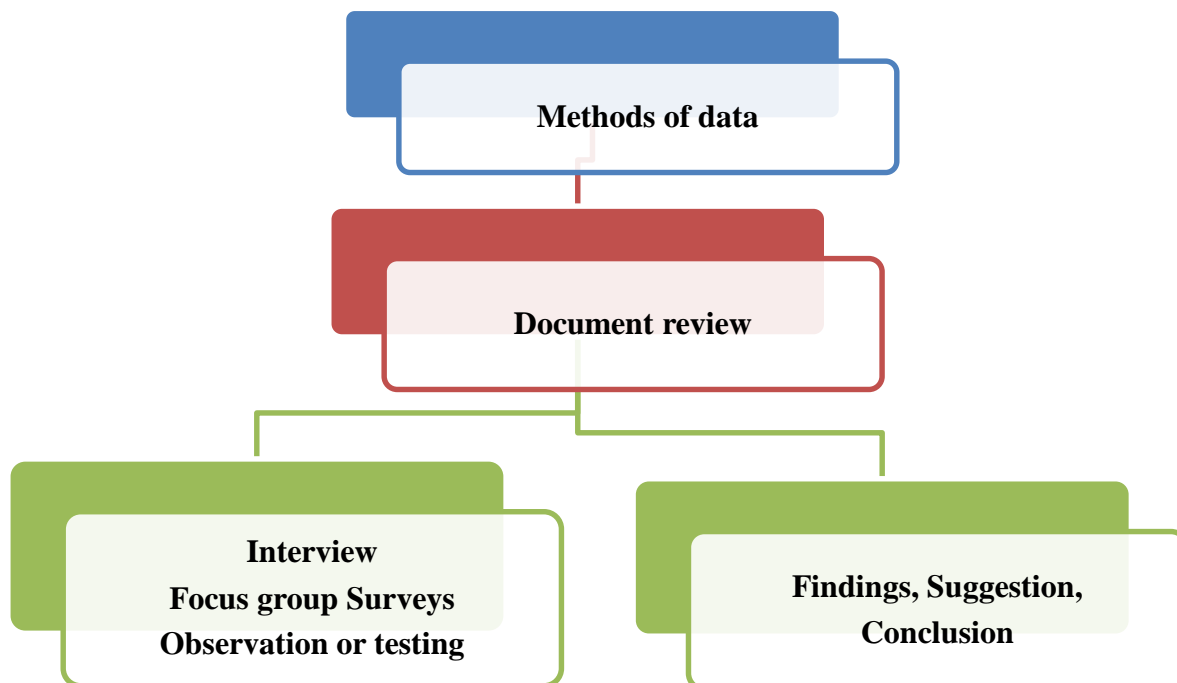 Methods of data
Document review
Interview
Focus group Surveys
Observation or testing
Findings, Suggestion,
Conclusion